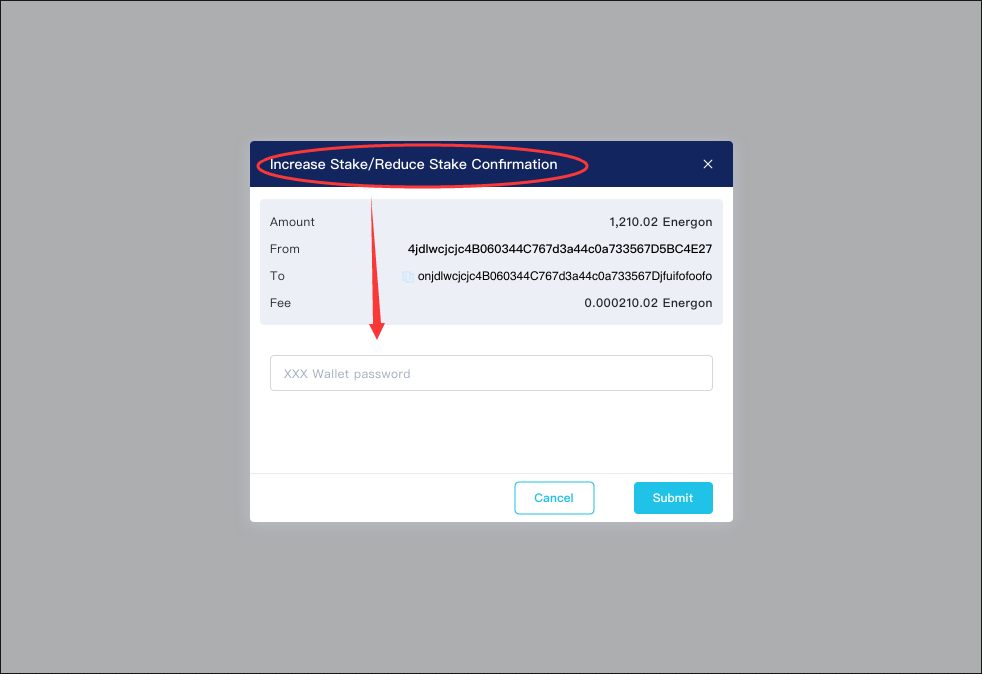 Increase Stake/Reduce Stake Confirmation
Amount 1,210.02 Energon
From 4jdlwcjcjc4B060344C767d3a44c0a733567D5BC4E27
To onjdlwcjcjc4B060344C767d3a44c0a733567Djfuifofoofo
Fee 0.000210.02 Energon
XXX Wallet password
Cancel Submit